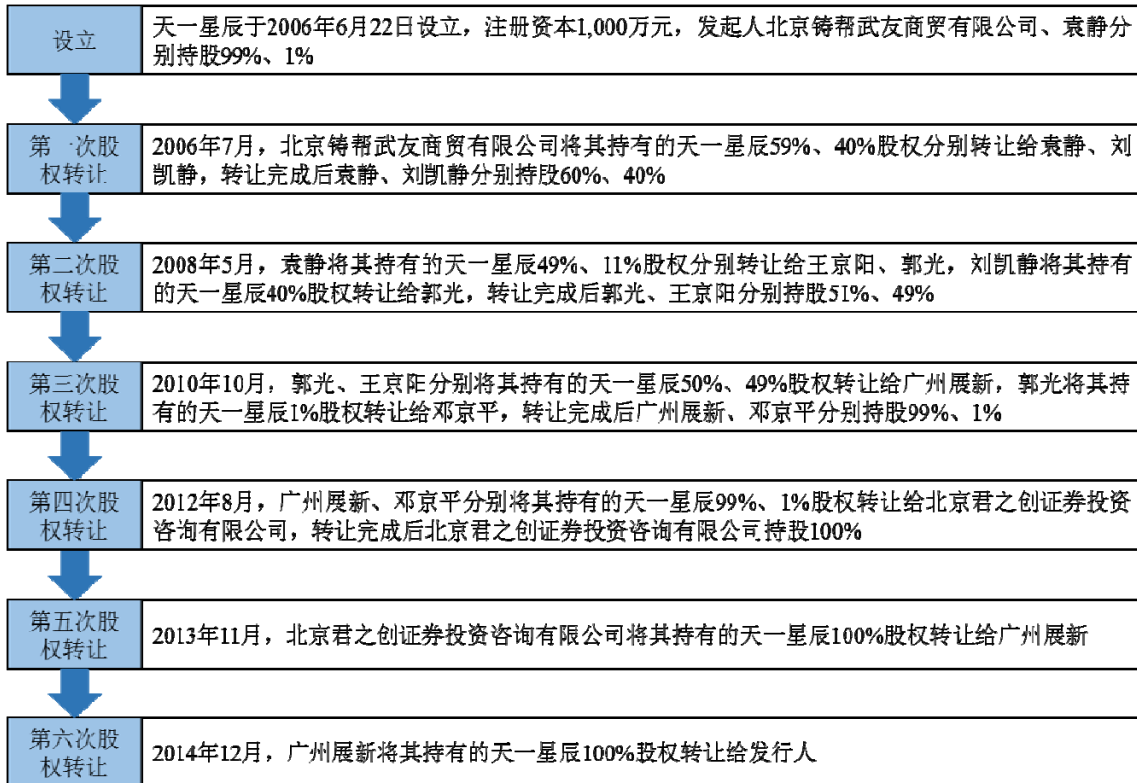 设立
天一星辰于2006年6月22日设立，注册资本1,000万元，发起人北京铸帮武友商贸有限公司、袁静分
别持股99%、1%
第一次股
权转让
2006年7月，北京铸帮武友商贸有限公司将其持有的天一星辰59%、40%股权分别转让给袁静、刘
凯静，转让完成后袁静、刘凯静分别持股60%、40%
第二次股
权转让
2008年5月，袁静将其持有的天一星辰49%、11%股权分别转让给王京阳、郭光，刘凯静将其持有
的天一星辰40%股权转让给郭光，转让完成后郭光、王京阳分别持股51%、49%
第三次股
权转让
2010年10月，郭光、王京阳分别将其持有的天一星辰50%、49%股权转让给广州展新，郭光将其持
有的天一星辰1%股权转让给邓京平，转让完成后广州展新、邓京平分别持股99%、1%
第四次股
权转让
2012年8月，广州展新、邓京平分别将其持有的天一星辰99%、1%股权转让给北京君之创证券投资
咨询有限公司，转让完成后北京君之创证券投资咨询有限公司持股100%
第五次股
权转让
2013年11月，北京君之创证券投资咨询有限公司将其持有的天一星辰100%股权转让给广州展新
第六次股
权转让
2014年12月，广州展新将其持有的天一星辰100%股权转让给发行人